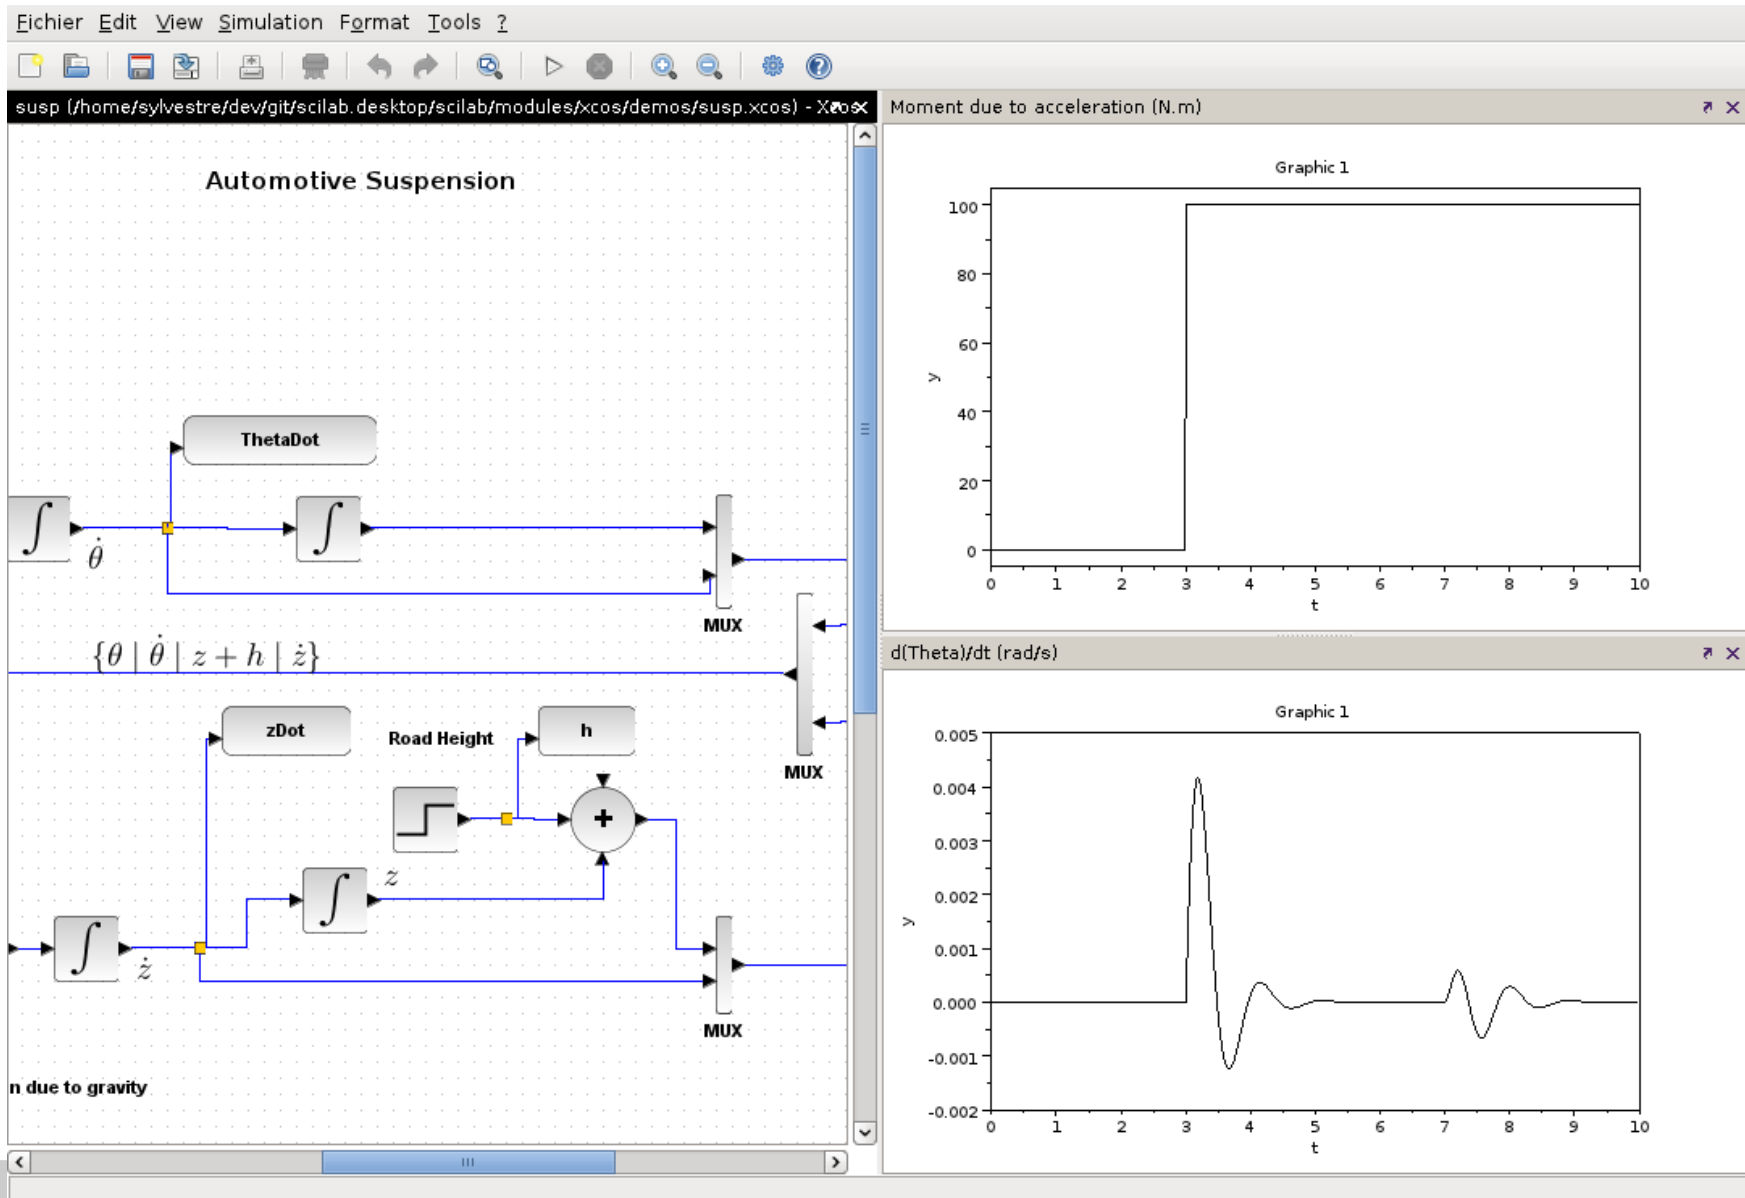 Fichier Edit View Simulation Format Tools ?
susp (/home/sylvestre/dev/git/scilab.desktop/scilab/modules/xcos/demos/susp.xcos) - Xcos
Automotive Suspension
ThetaDot
∫ ∫
θ̇
MUX
{θ | θ̇ | z + h | ż}
zDot
Road Height
h
MUX
+
∫ z
∫
ż
MUX
n due to gravity
Moment due to acceleration (N.m)
Graphic 1
100
80
60
y
40
20
0
0 1 2 3 4 5 6 7 8 9 10
t
d(Theta)/dt (rad/s)
Graphic 1
0.005
0.004
0.003
0.002
y
0.001
0.000
-0.001
-0.002
0 1 2 3 4 5 6 7 8 9 10
t